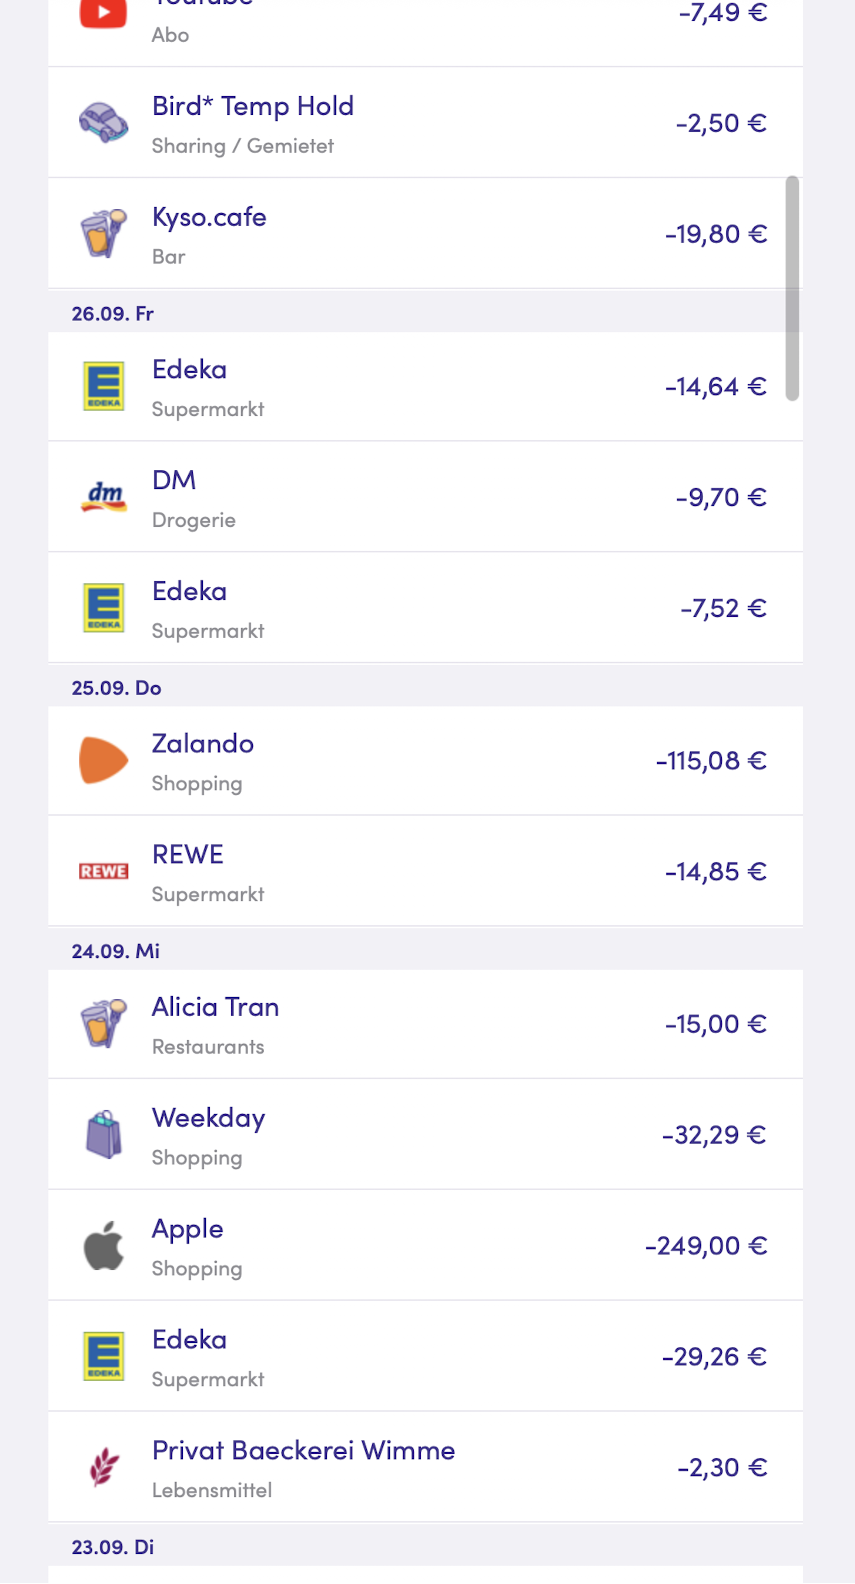 Youtube
-7,49 €
Abo
Bird* Temp Hold
-2,50 €
Sharing / Gemietet
Kyso.cafe
-19,80 €
Bar
26.09. Fr
Edeka
-14,64 €
EDEKA
Supermarkt
DM
-9,70 €
dm
Drogerie
Edeka
-7,52 €
EDEKA
Supermarkt
25.09. Do
Zalando
-115,08 €
Shopping
REWE
-14,85 €
REWE
Supermarkt
24.09. Mi
Alicia Tran
-15,00 €
Restaurants
Weekday
-32,29 €
Shopping
Apple
-249,00 €
Shopping
Edeka
-29,26 €
EDEKA
Supermarkt
Privat Baeckerei Wimme
-2,30 €
Lebensmittel
23.09. Di